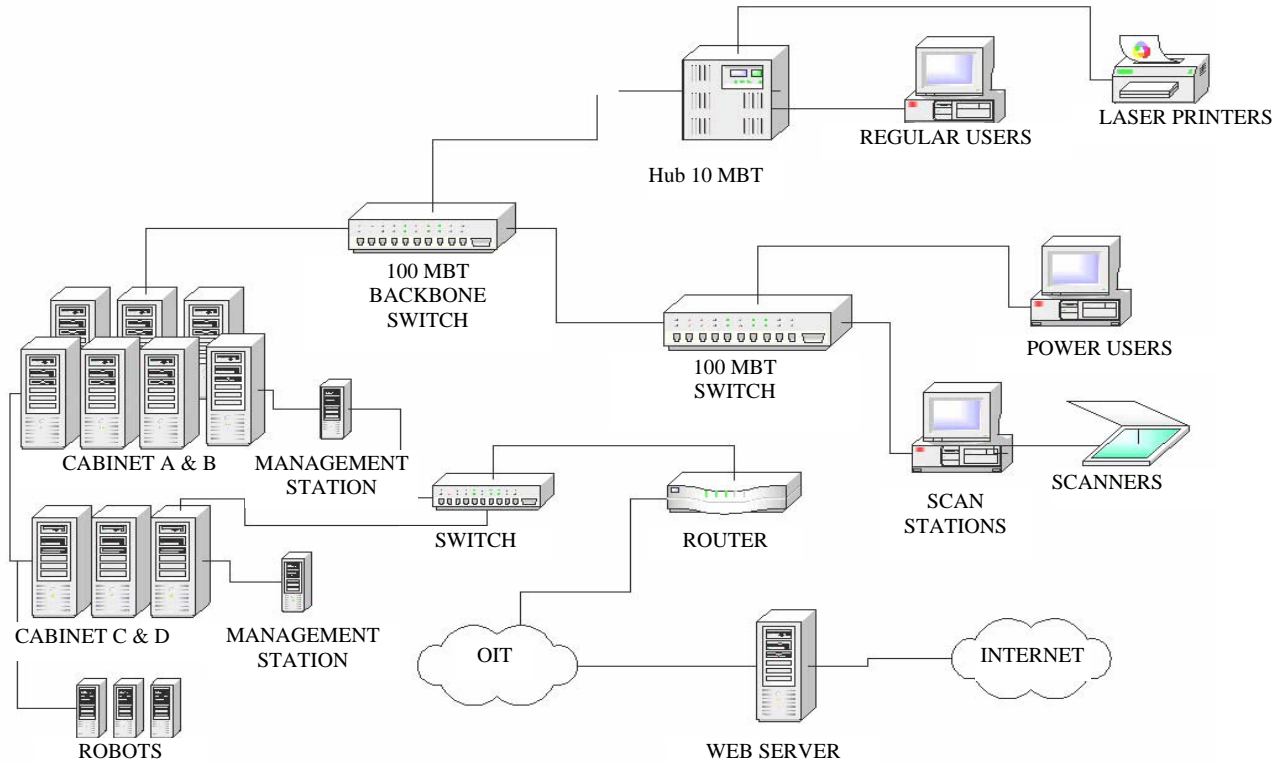 LASER PRINTERS
REGULAR USERS
Hub 10 MBT
100 MBT
BACKBONE
SWITCH
POWER USERS
100 MBT
SWITCH
CABINET A & B
MANAGEMENT
STATION
SCANNERS
SCAN
STATIONS
SWITCH
ROUTER
CABINET C & D
MANAGEMENT
STATION
OIT
INTERNET
ROBOTS
WEB SERVER